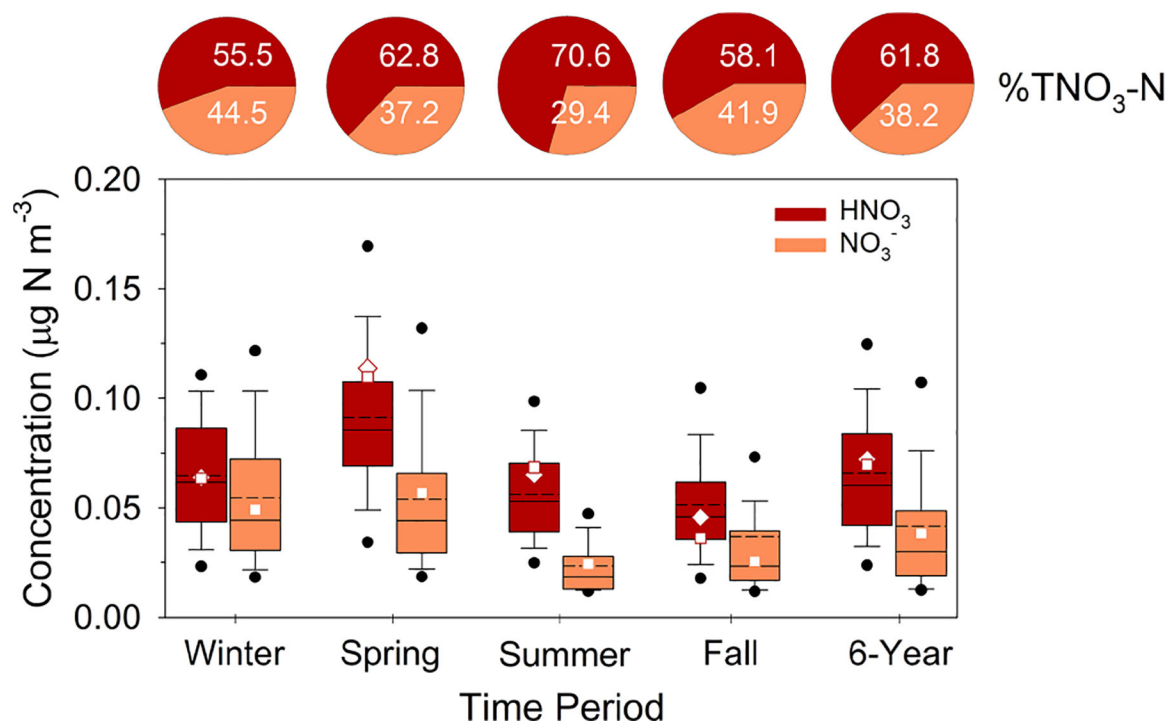 55.5 62.8 70.6 58.1 61.8
%TNO₃-N
44.5 37.2 29.4 41.9 38.2
0.20
HNO₃
NO₃⁻
0.15
0.10
0.05
0.00
Concentration (µg N m⁻³)
Winter Spring Summer Fall 6-Year
Time Period